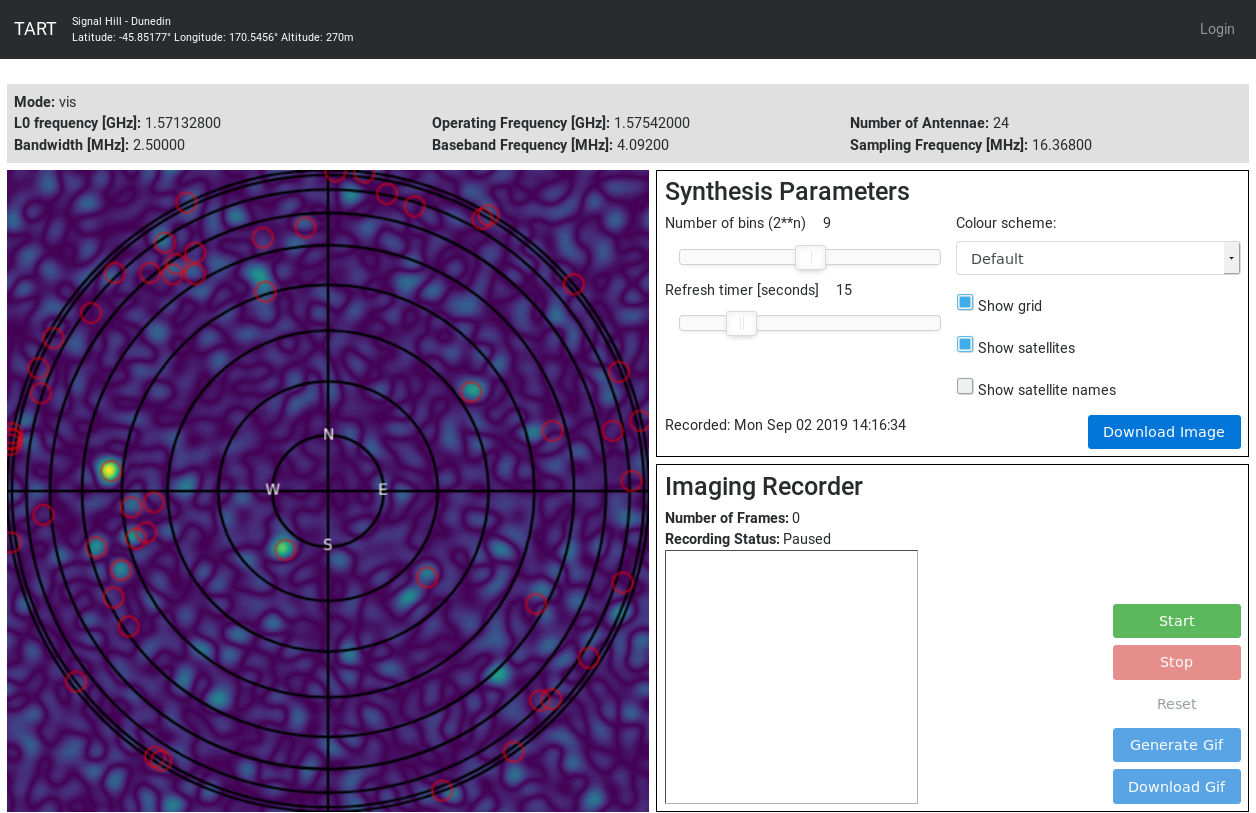 TART
Signal Hill - Dunedin
Latitude: -45.85177° Longitude: 170.5456° Altitude: 270m
Login
Mode: vis
L0 frequency [GHz]: 1.57132800
Operating Frequency [GHz]: 1.57542000
Number of Antennae: 24
Bandwidth [MHz]: 2.50000
Baseband Frequency [MHz]: 4.09200
Sampling Frequency [MHz]: 16.36800
N
W
E
S
Synthesis Parameters
Number of bins (2**n) 9
Colour scheme:
Default
Refresh timer [seconds] 15
Show grid
Show satellites
Show satellite names
Recorded: Mon Sep 02 2019 14:16:34
Download Image
Imaging Recorder
Number of Frames: 0
Recording Status: Paused
Start
Stop
Reset
Generate Gif
Download Gif